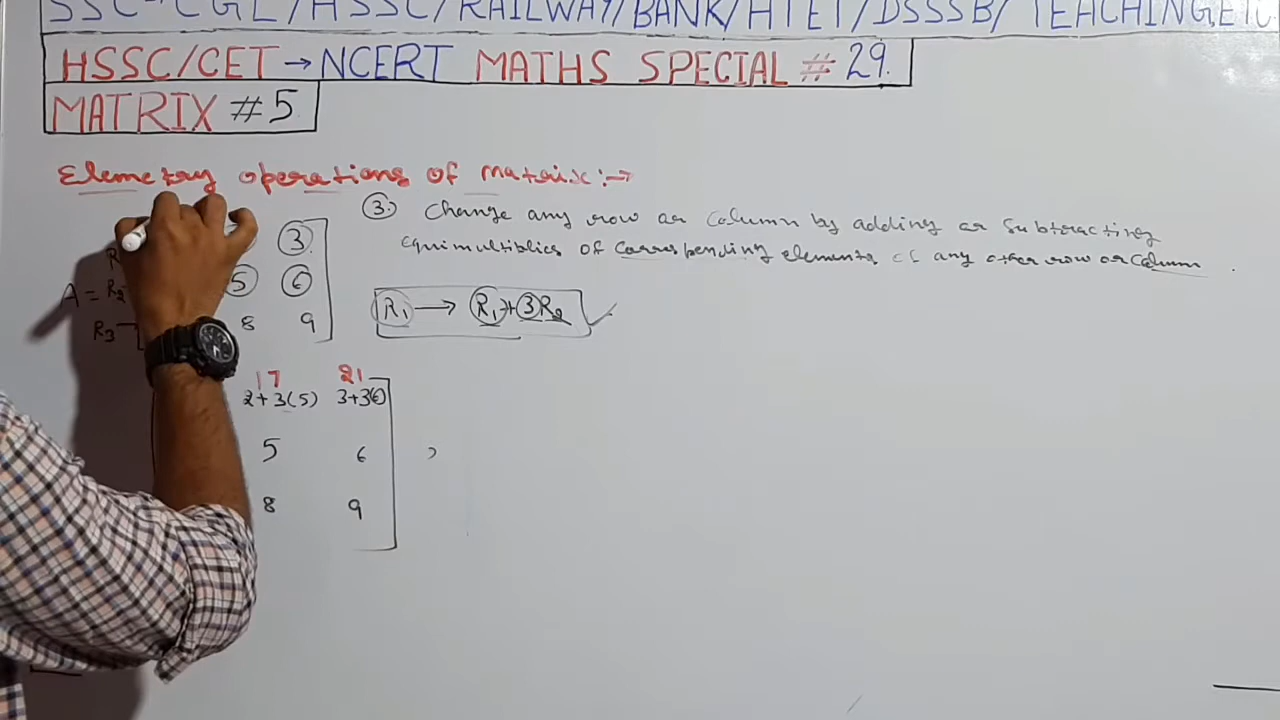 SSC-CGL/HSSC/RAILWAY/BANK/HTET/DSSSB/TEACHING ETC
HSSC/CET → NCERT MATHS SPECIAL # 29.
MATRIX # 5
Elemetry operations of matrix :→
③ Change any row or column by adding or subtracting
equimultiblies of corresbending elements of any other row or column.
R₁ → R₁+3R₂
3
A = R₂ 5 6
R₃ 8 9
17 21
2+3(5) 3+3(6)
5 6
8 9